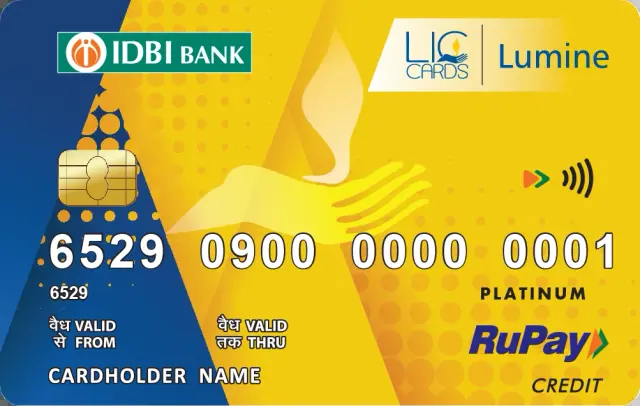 IDBI BANK
LIC CARDS
Lumine
6529 0900 0000 0001
6529
PLATINUM
वैध VALID
से FROM
वैध VALID
तक THRU
RuPay
CARDHOLDER NAME
CREDIT